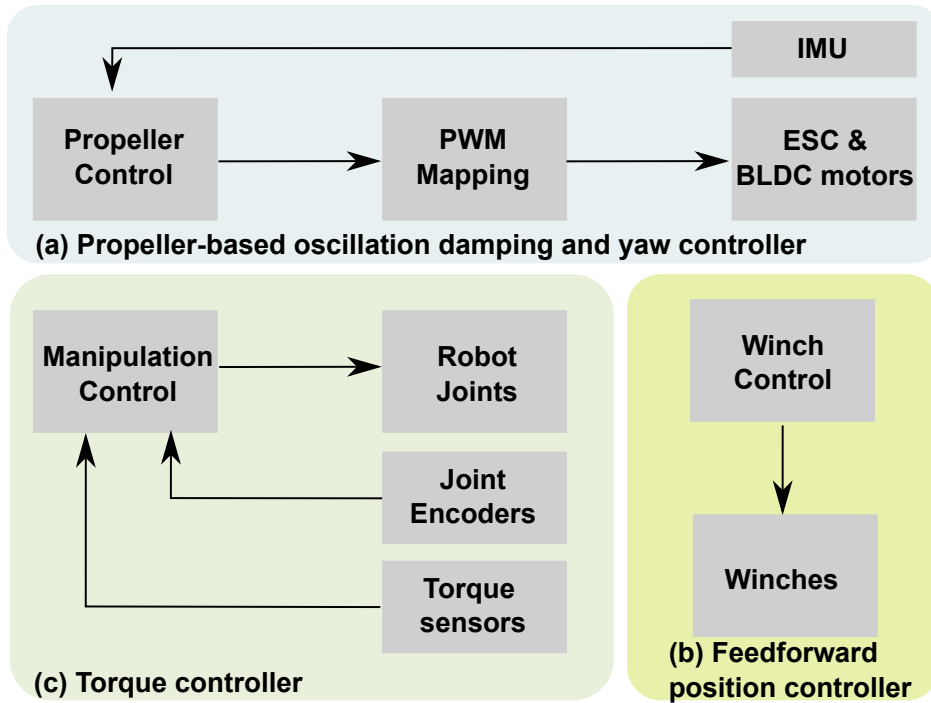 IMU
Propeller
Control
PWM
Mapping
ESC &
BLDC motors
(a) Propeller-based oscillation damping and yaw controller
Manipulation
Control
Robot
Joints
Joint
Encoders
Torque
sensors
(c) Torque controller
Winch
Control
Winches
(b) Feedforward
position controller